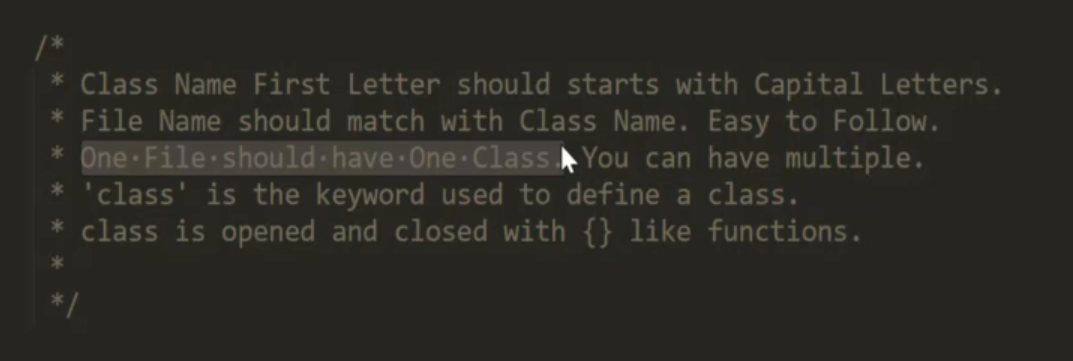 /*
* Class Name First Letter should starts with Capital Letters.
* File Name should match with Class Name. Easy to Follow.
* One File should have One Class. You can have multiple.
* 'class' is the keyword used to define a class.
* class is opened and closed with {} like functions.
*
*/